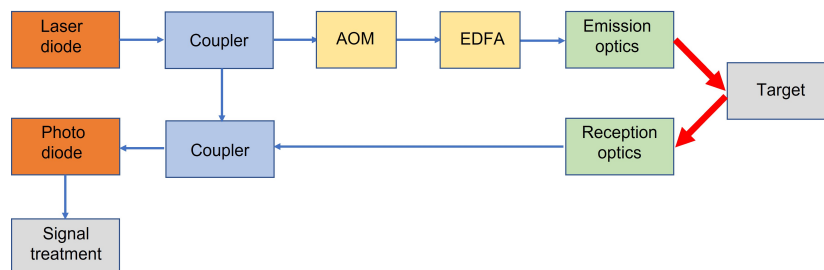 Laser
diode
Coupler
AOM
EDFA
Emission
optics
Target
Photo
diode
Coupler
Reception
optics
Signal
treatment